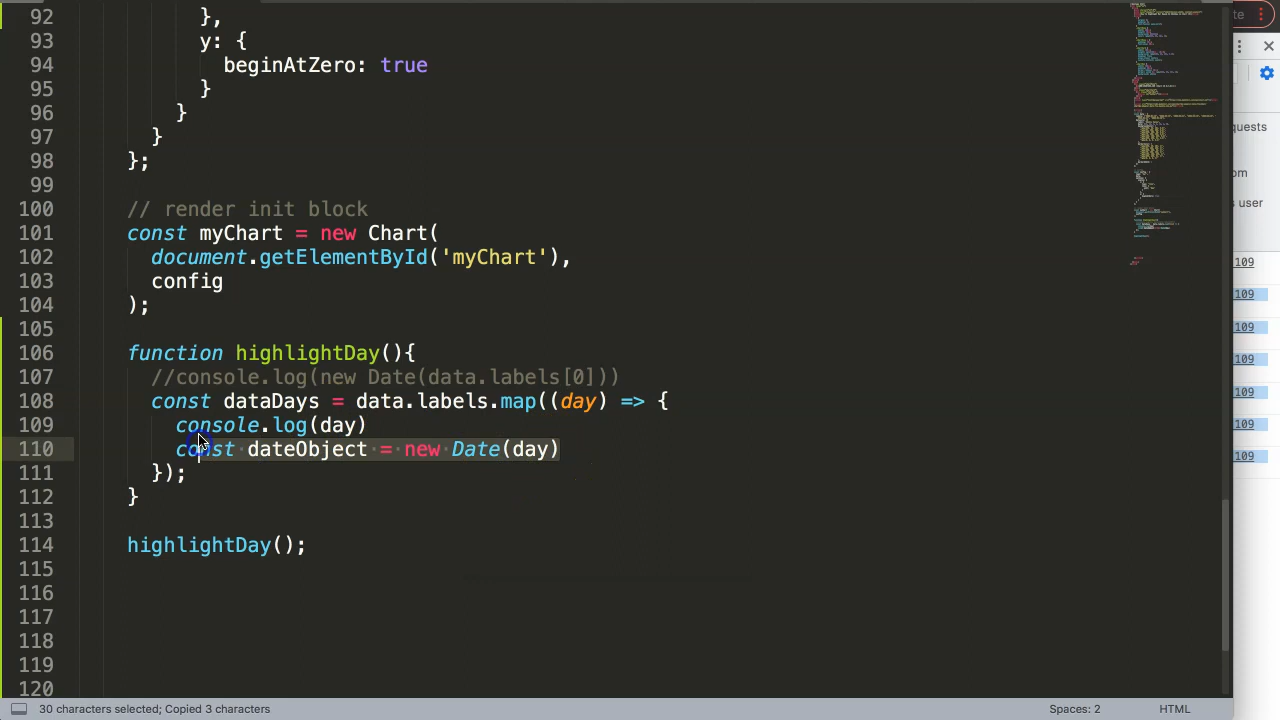 92 },
93 y: {
94 beginAtZero: true
95 }
96 }
97 }
98 };
99
100 // render init block
101 const myChart = new Chart(
102 document.getElementById('myChart'),
103 config
104 );
105
106 function highlightDay(){
107 //console.log(new Date(data.labels[0]))
108 const dataDays = data.labels.map((day) => {
109 console.log(day)
110 const dateObject = new Date(day)
111 });
112 }
113
114 highlightDay();
115
116
117
118
119
120
te
quests
om
s user
109
109
109
109
109
109
109
30 characters selected; Copied 3 characters
Spaces: 2
HTML